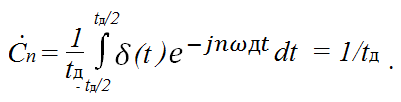 Ċₙ = 1/tд ∫_{-tд/2}^{tд/2} δ(t)e^{−jnωдt} dt = 1/tд .